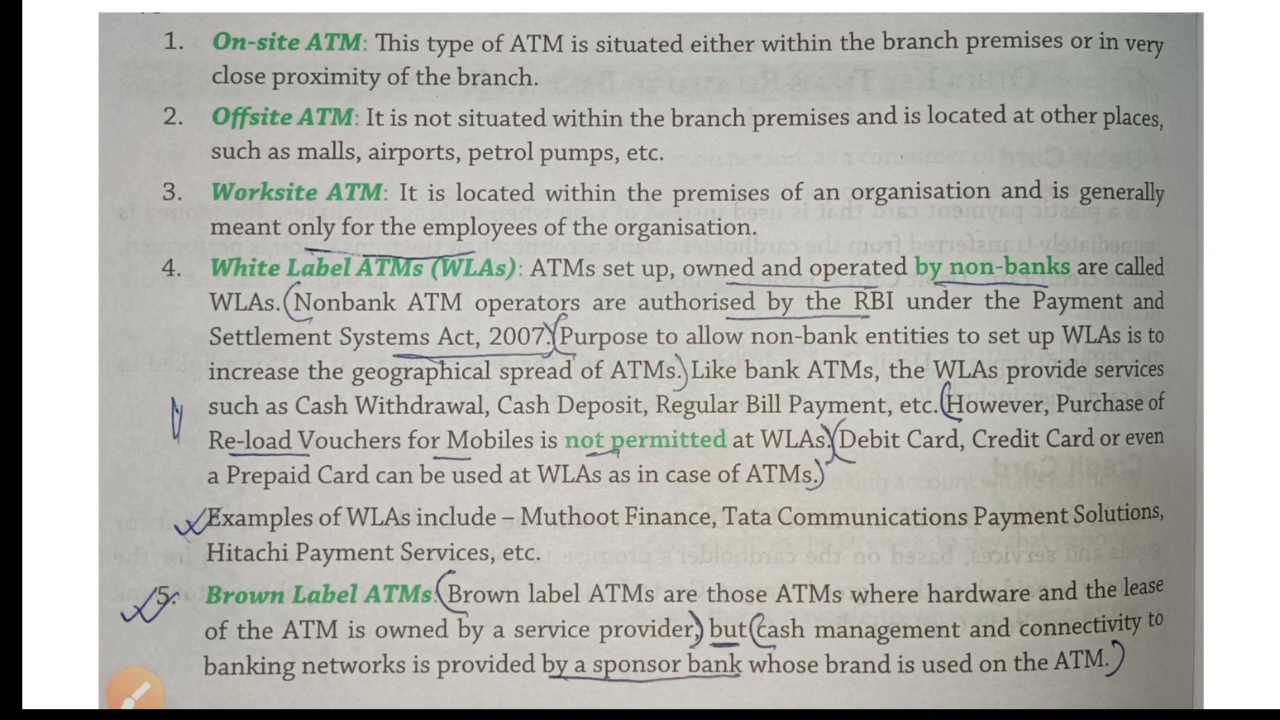 1. On-site ATM: This type of ATM is situated either within the branch premises or in very
close proximity of the branch.
2. Offsite ATM: It is not situated within the branch premises and is located at other places,
such as malls, airports, petrol pumps, etc.
3. Worksite ATM: It is located within the premises of an organisation and is generally
meant only for the employees of the organisation.
4. White Label ATMs (WLAs): ATMs set up, owned and operated by non-banks are called
WLAs. Nonbank ATM operators are authorised by the RBI under the Payment and
Settlement Systems Act, 2007. Purpose to allow non-bank entities to set up WLAs is to
increase the geographical spread of ATMs. Like bank ATMs, the WLAs provide services
such as Cash Withdrawal, Cash Deposit, Regular Bill Payment, etc. However, Purchase of
Re-load Vouchers for Mobiles is not permitted at WLAs. Debit Card, Credit Card or even
a Prepaid Card can be used at WLAs as in case of ATMs.
Examples of WLAs include – Muthoot Finance, Tata Communications Payment Solutions,
Hitachi Payment Services, etc.
5. Brown Label ATMs: Brown label ATMs are those ATMs where hardware and the lease
of the ATM is owned by a service provider, but cash management and connectivity to
banking networks is provided by a sponsor bank whose brand is used on the ATM.